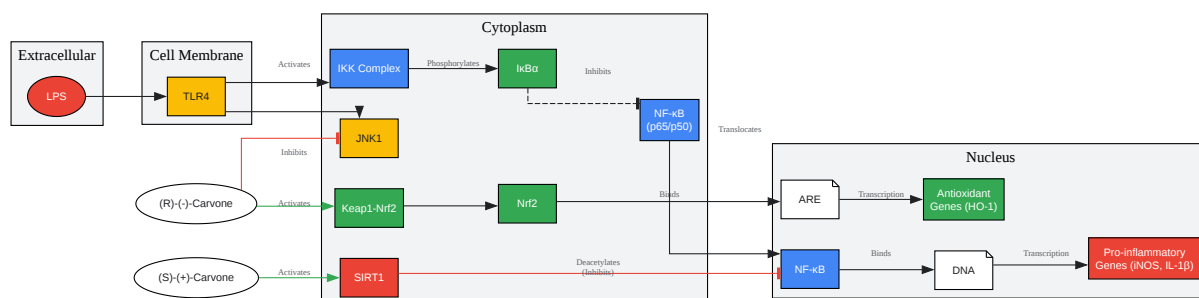 Cytoplasm
Extracellular
Cell Membrane
LPS
TLR4
Activates
IKK Complex
Phosphorylates
IκBα
Inhibits
NF-κB
(p65/p50)
Translocates
JNK1
Inhibits
Nucleus
(R)-(-)-Carvone
Activates
Keap1-Nrf2
Nrf2
Binds
ARE
Transcription
Antioxidant
Genes (HO-1)
(S)-(+)-Carvone
Activates
SIRT1
Deacetylates
(Inhibits)
NF-κB
Binds
DNA
Transcription
Pro-inflammatory
Genes (iNOS, IL-1β)